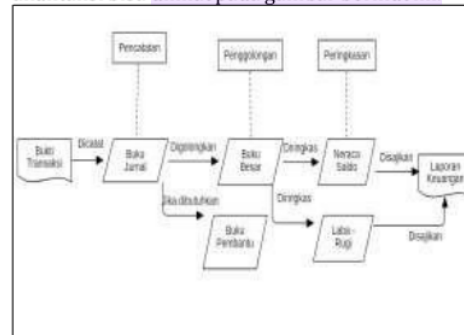 Pencatatan
Penggolongan
Peringkasan
Bukti
Transaksi
Dicatat
Buku
Jurnal
Digolongkan
Buku
Besar
Diringkas
Neraca
Saldo
Disajikan
Laporan
Keuangan
Jika dibutuhkan
Buku
Pembantu
Diringkas
Laba -
Rugi
Disajikan